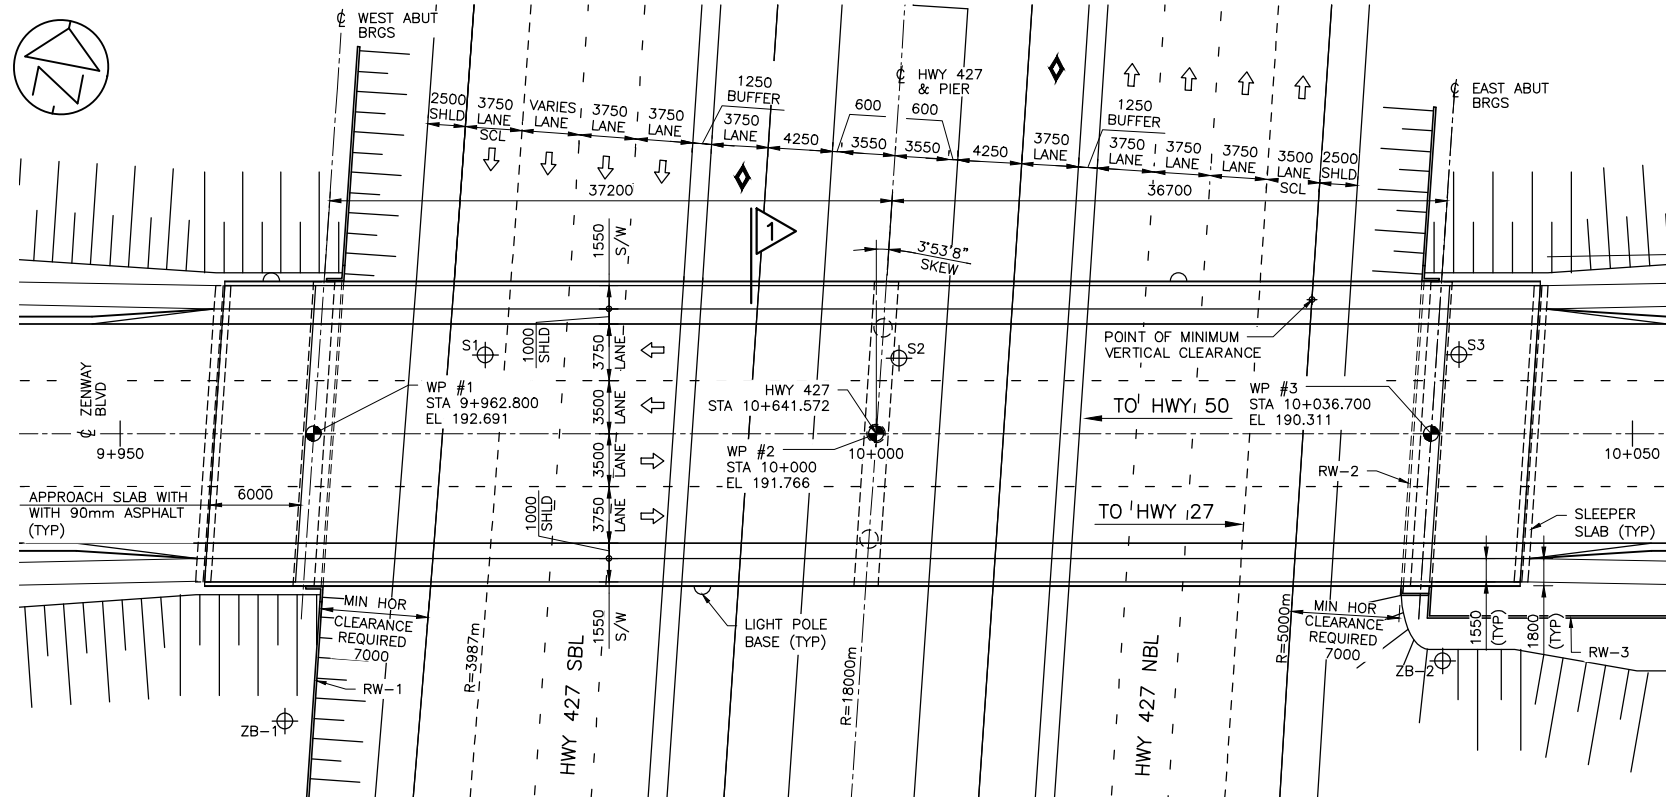 ℄ WEST ABUT
BRGS
N
2500
SHLD
3750
LANE
SCL
VARIES
LANE
3750
LANE
3750
LANE
1250
BUFFER
3750
LANE
4250
600
3550
℄ HWY 427
& PIER
600
3550
4250
3750
LANE
1250
BUFFER
3750
LANE
3750
LANE
3750
LANE
3500
LANE
SCL
2500
SHLD
℄ EAST ABUT
BRGS
37200
36700
1
3°53'8"
SKEW
1550
S/W
1000
SHLD
3750
LANE
3500
LANE
3500
LANE
3750
LANE
1000
SHLD
1550
S/W
S1
S2
S3
POINT OF MINIMUM
VERTICAL CLEARANCE
℄ ZENWAY
BLVD
WP #1
STA 9+962.800
EL 192.691
HWY 427
STA 10+641.572
WP #2
STA 10+000
EL 191.766
WP #3
STA 10+036.700
EL 190.311
TO HWY 50
TO HWY 27
9+950
10+000
10+050
RW-2
APPROACH SLAB WITH
WITH 90mm ASPHALT
(TYP)
6000
SLEEPER
SLAB (TYP)
MIN HOR
CLEARANCE
REQUIRED
7000
RW-1
ZB-1
R=3987m
HWY 427 SBL
LIGHT POLE
BASE (TYP)
R=18000m
HWY 427 NBL
R=5000m
MIN HOR
CLEARANCE
REQUIRED
7000
ZB-2
1550
(TYP)
1800
(TYP)
RW-3